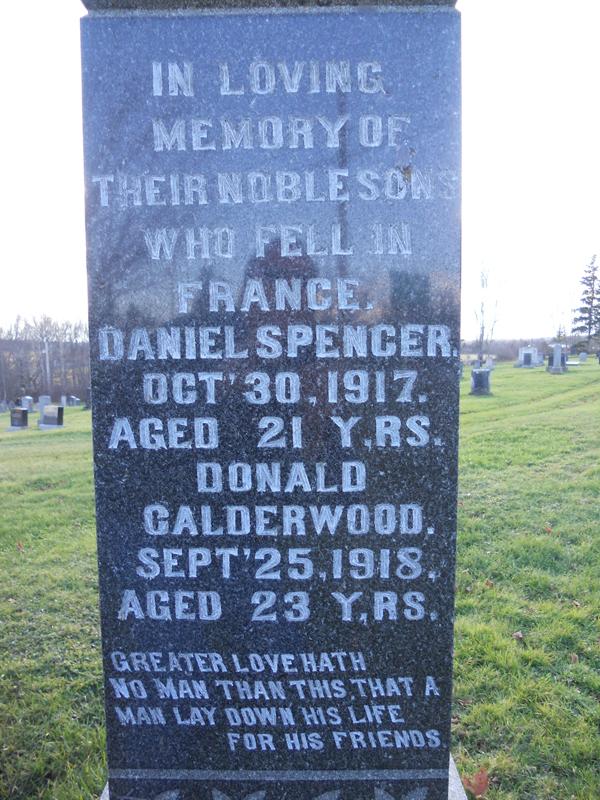 IN LOVING
MEMORY OF
THEIR NOBLE SONS
WHO FELL IN
FRANCE.
DANIEL SPENCER.
OCT' 30, 1917.
AGED 21 Y,RS.
DONALD
CALDERWOOD.
SEPT' 25, 1918,
AGED 23 Y,RS.
GREATER LOVE HATH
NO MAN THAN THIS THAT A
MAN LAY DOWN HIS LIFE
FOR HIS FRIENDS.